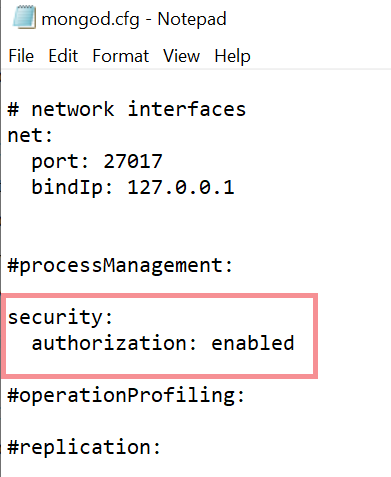 mongod.cfg - Notepad
File Edit Format View Help
# network interfaces
net:
  port: 27017
  bindIp: 127.0.0.1
#processManagement:
security:
  authorization: enabled
#operationProfiling:
#replication: